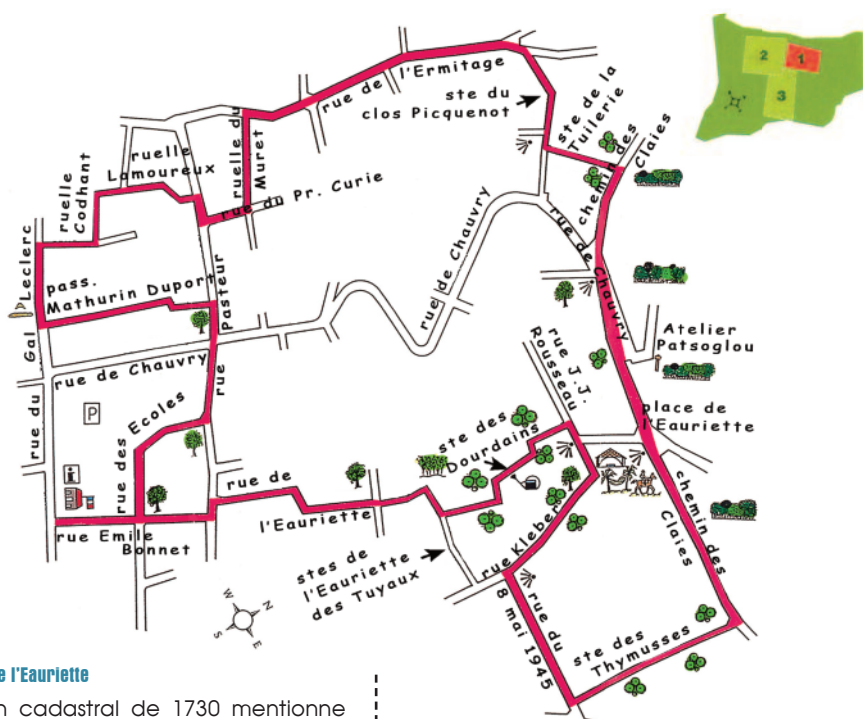 2
1
3
rue de
l'Ermitage
ste du
clos Picquenot
ste de la
Tuillerie
chemin des
Claies
ruelle du
Muret
ruelle
Lamoureux
ruelle
Codhant
rue du Pr. Curie
rue de Chauvry
rue de Chauvry
Leclerc
Gal
rue du
pass.
Mathurin Duport
Pasteur
rue
rue de Chauvry
Atelier
Patsoglou
rue J.J.
Rousseau
place de
l'Eauriette
P
rue des
Ecoles
ste des
Dourdains
i
rue de
l'Eauriette
rue Emile
Bonnet
chemin des
Claies
rue Kleber
stes de
l'Eauriette
des Tuyaux
rue du
8 mai 1945
ste des
Thymusses
W
N
S
E
e l'Eauriette
n cadastral de 1730 mentionne